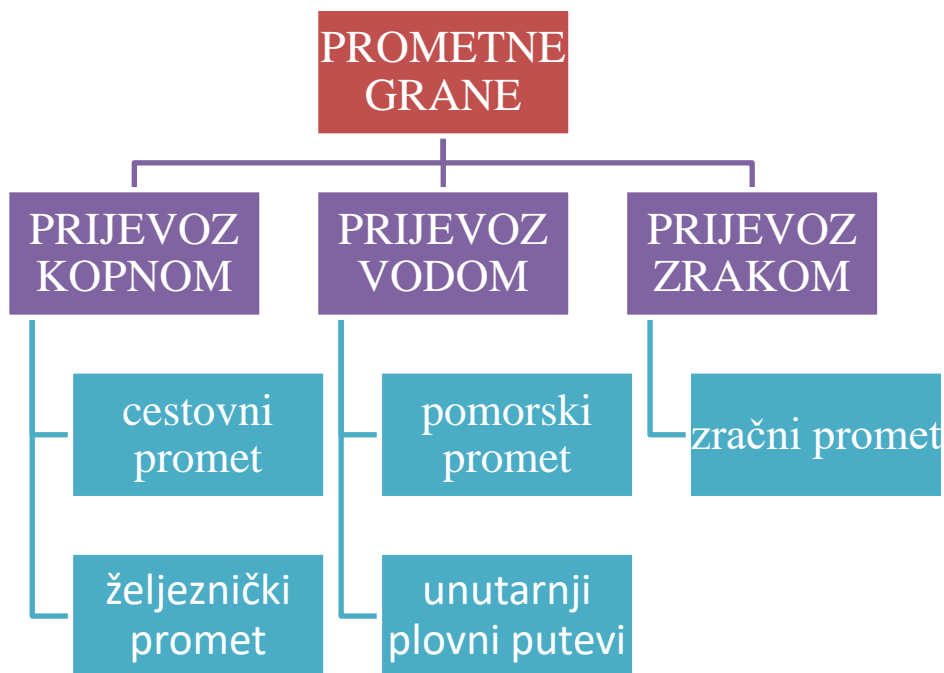 PROMETNE
GRANE
PRIJEVOZ
KOPNOM
PRIJEVOZ
VODOM
PRIJEVOZ
ZRAKOM
cestovni
promet
pomorski
promet
zračni promet
željeznički
promet
unutarnji
plovni putevi